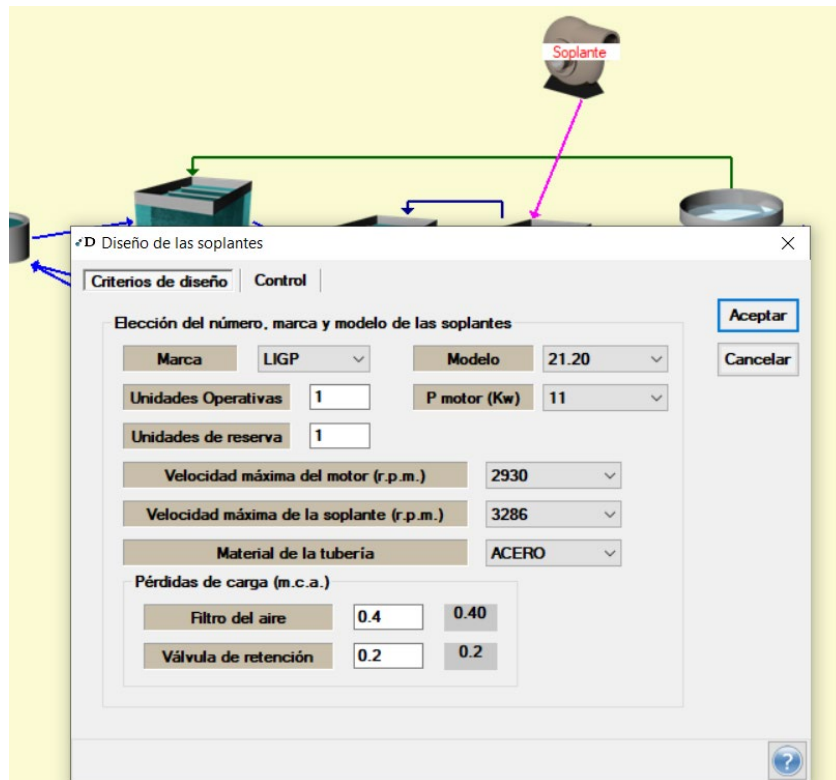 Soplante
D Diseño de las soplantes
Criterios de diseño Control
Elección del número, marca y modelo de las soplantes
Aceptar
Marca LIGP Modelo 21.20
Cancelar
Unidades Operativas 1 P motor (Kw) 11
Unidades de reserva 1
Velocidad máxima del motor (r.p.m.) 2930
Velocidad máxima de la soplante (r.p.m.) 3286
Material de la tubería ACERO
Pérdidas de carga (m.c.a.)
Filtro del aire 0.4 0.40
Válvula de retención 0.2 0.2
?